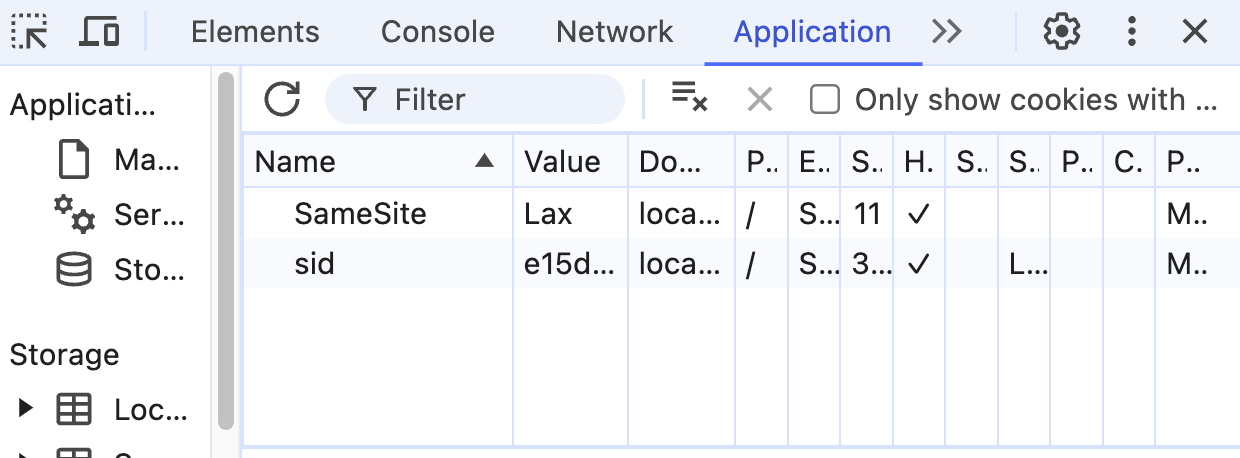 Elements Console Network Application
Applicati...
Ma...
Ser...
Sto...
Storage
Loc...
Filter
Only show cookies with ...
Name Value Do... P.. E.. S.. H. S.. S.. P.. C. P..
SameSite Lax loca... / S... 11 ✓ M..
sid e15d... loca... / S... 3... ✓ L... M..